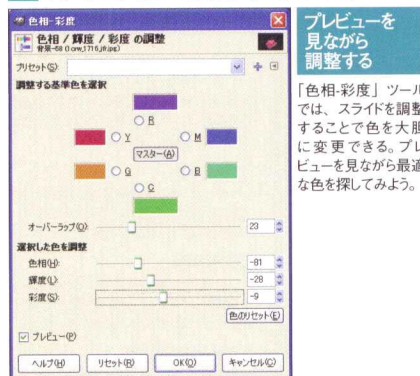 色相-彩度
色相 / 輝度 / 彩度 の調整
プリセット(S):
調整する基準色を選択
R
Y
M
マスター(A)
G
B
C
オーバーラップ(O):
23
選択した色を調整
色相(H):
-81
輝度(L):
-28
彩度(S):
-9
色のリセット(E)
プレビュー(P)
ヘルプ(H)
リセット(R)
OK(O)
キャンセル(C)
プレビューを
見ながら
調整する
「色相-彩度」ツール
では、スライドを調整
することで色を大胆
に変更できる。プレ
ビューを見ながら最適
な色を探してみよう。